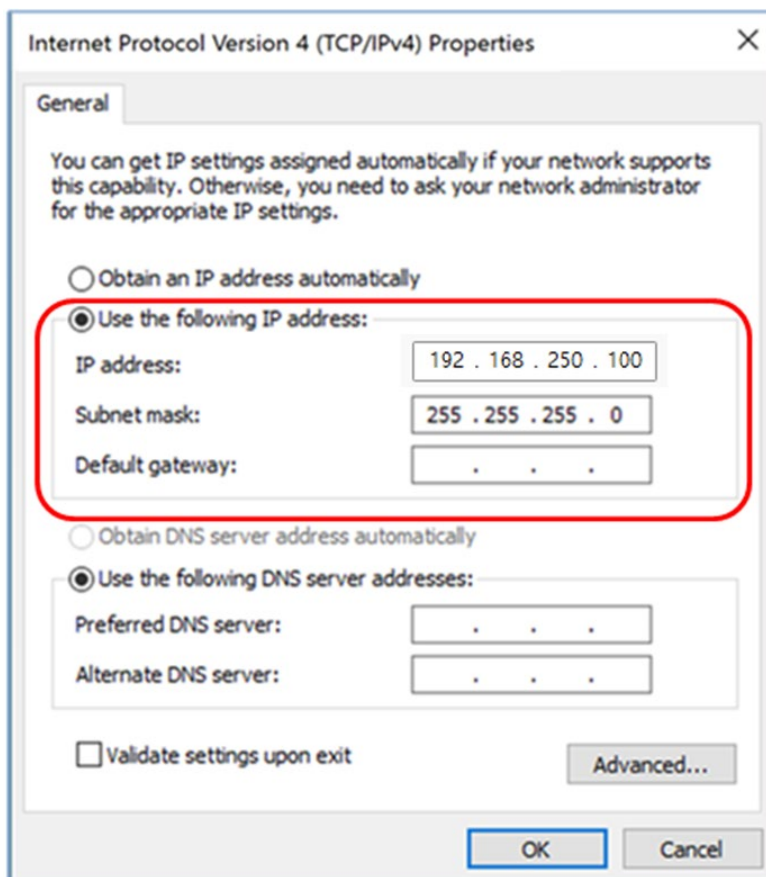 Internet Protocol Version 4 (TCP/IPv4) Properties
General
You can get IP settings assigned automatically if your network supports
this capability. Otherwise, you need to ask your network administrator
for the appropriate IP settings.
Obtain an IP address automatically
Use the following IP address:
IP address: 192 . 168 . 250 . 100
Subnet mask: 255 . 255 . 255 . 0
Default gateway: . . .
Obtain DNS server address automatically
Use the following DNS server addresses:
Preferred DNS server: . . .
Alternate DNS server: . . .
Validate settings upon exit
Advanced...
OK Cancel